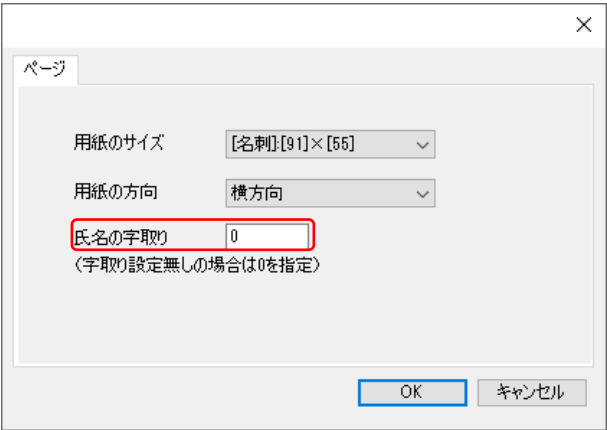 ページ
用紙のサイズ [名刺]:[91]×[55]
用紙の方向 横方向
氏名の字取り 0
(字取り設定無しの場合は0を指定)
OK キャンセル